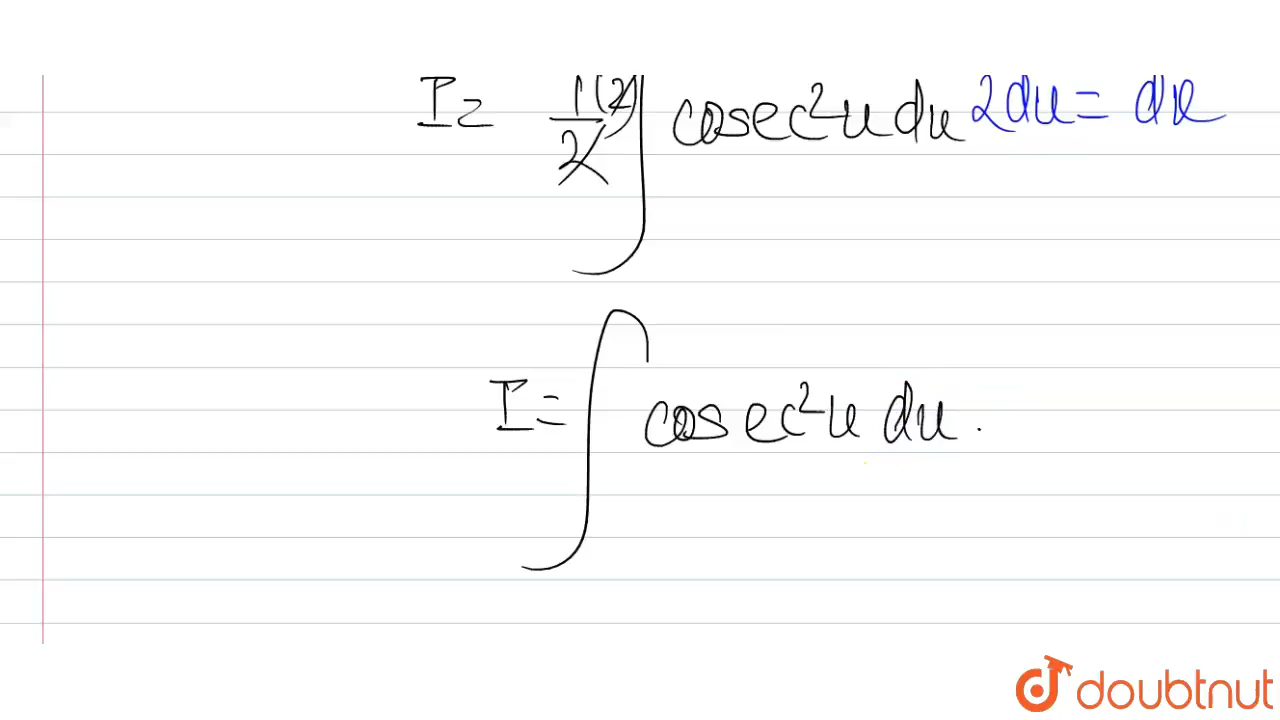 I = 1/2 (2) ∫ cosec²u du 2du = dx
I = ∫ cosec²u du.
doubtnut